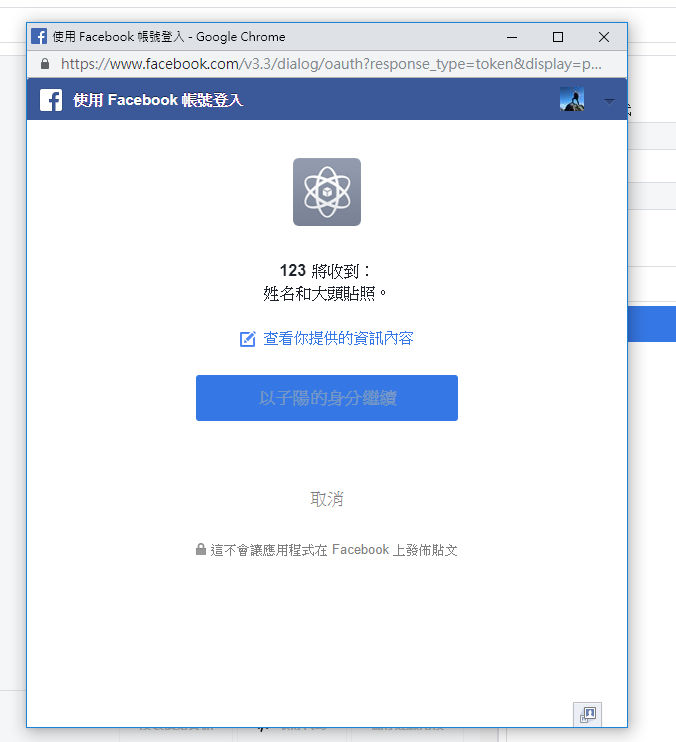 使用 Facebook 帳號登入 - Google Chrome
https://www.facebook.com/v3.3/dialog/oauth?response_type=token&display=p...
使用 Facebook 帳號登入
123 將收到：
姓名和大頭貼照。
查看你提供的資訊內容
以子陽的身分繼續
取消
這不會讓應用程式在 Facebook 上發佈貼文